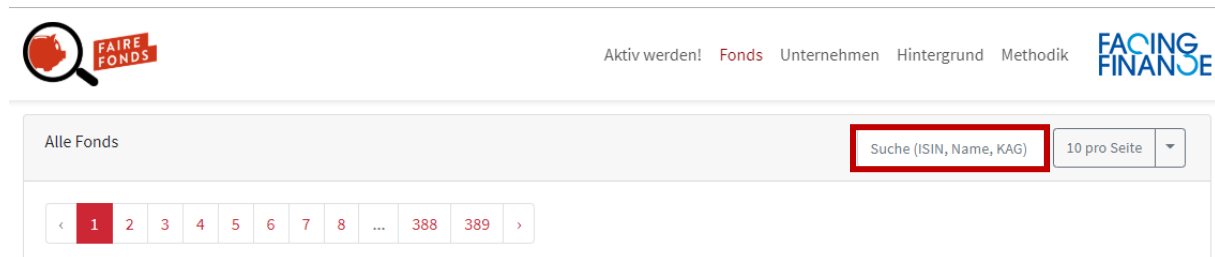 FAIRE
FONDS
Aktiv werden! Fonds Unternehmen Hintergrund Methodik
FACING
FINANCE
Alle Fonds
Suche (ISIN, Name, KAG)
10 pro Seite
‹ 1 2 3 4 5 6 7 8 ... 388 389 ›